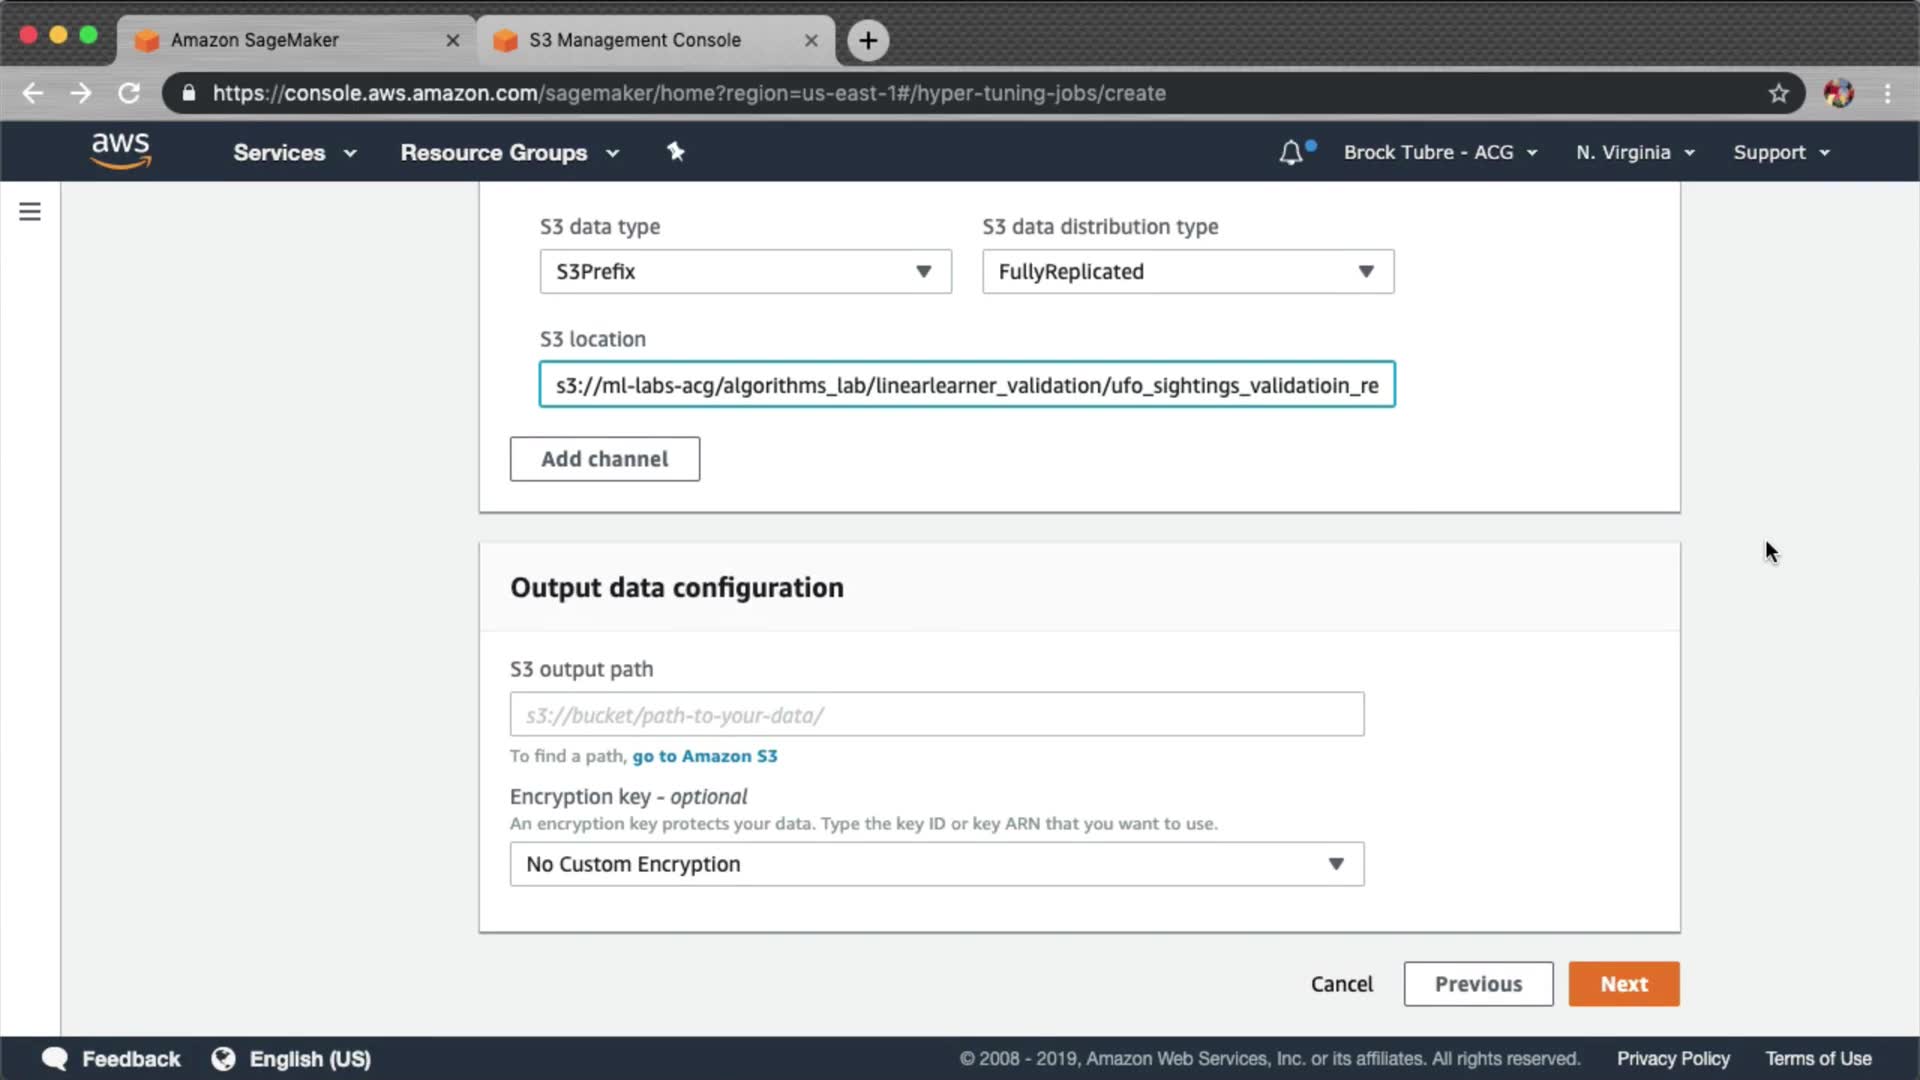 Amazon SageMaker
S3 Management Console
https://console.aws.amazon.com/sagemaker/home?region=us-east-1#/hyper-tuning-jobs/create
aws
Services
Resource Groups
Brock Tubre - ACG
N. Virginia
Support
S3 data type
S3 data distribution type
S3Prefix
FullyReplicated
S3 location
s3://ml-labs-acg/algorithms_lab/linearlearner_validation/ufo_sightings_validatioin_re
Add channel
Output data configuration
S3 output path
s3://bucket/path-to-your-data/
To find a path, go to Amazon S3
Encryption key - optional
An encryption key protects your data. Type the key ID or key ARN that you want to use.
No Custom Encryption
Cancel
Previous
Next
Feedback
English (US)
© 2008 - 2019, Amazon Web Services, Inc. or its affiliates. All rights reserved.
Privacy Policy
Terms of Use